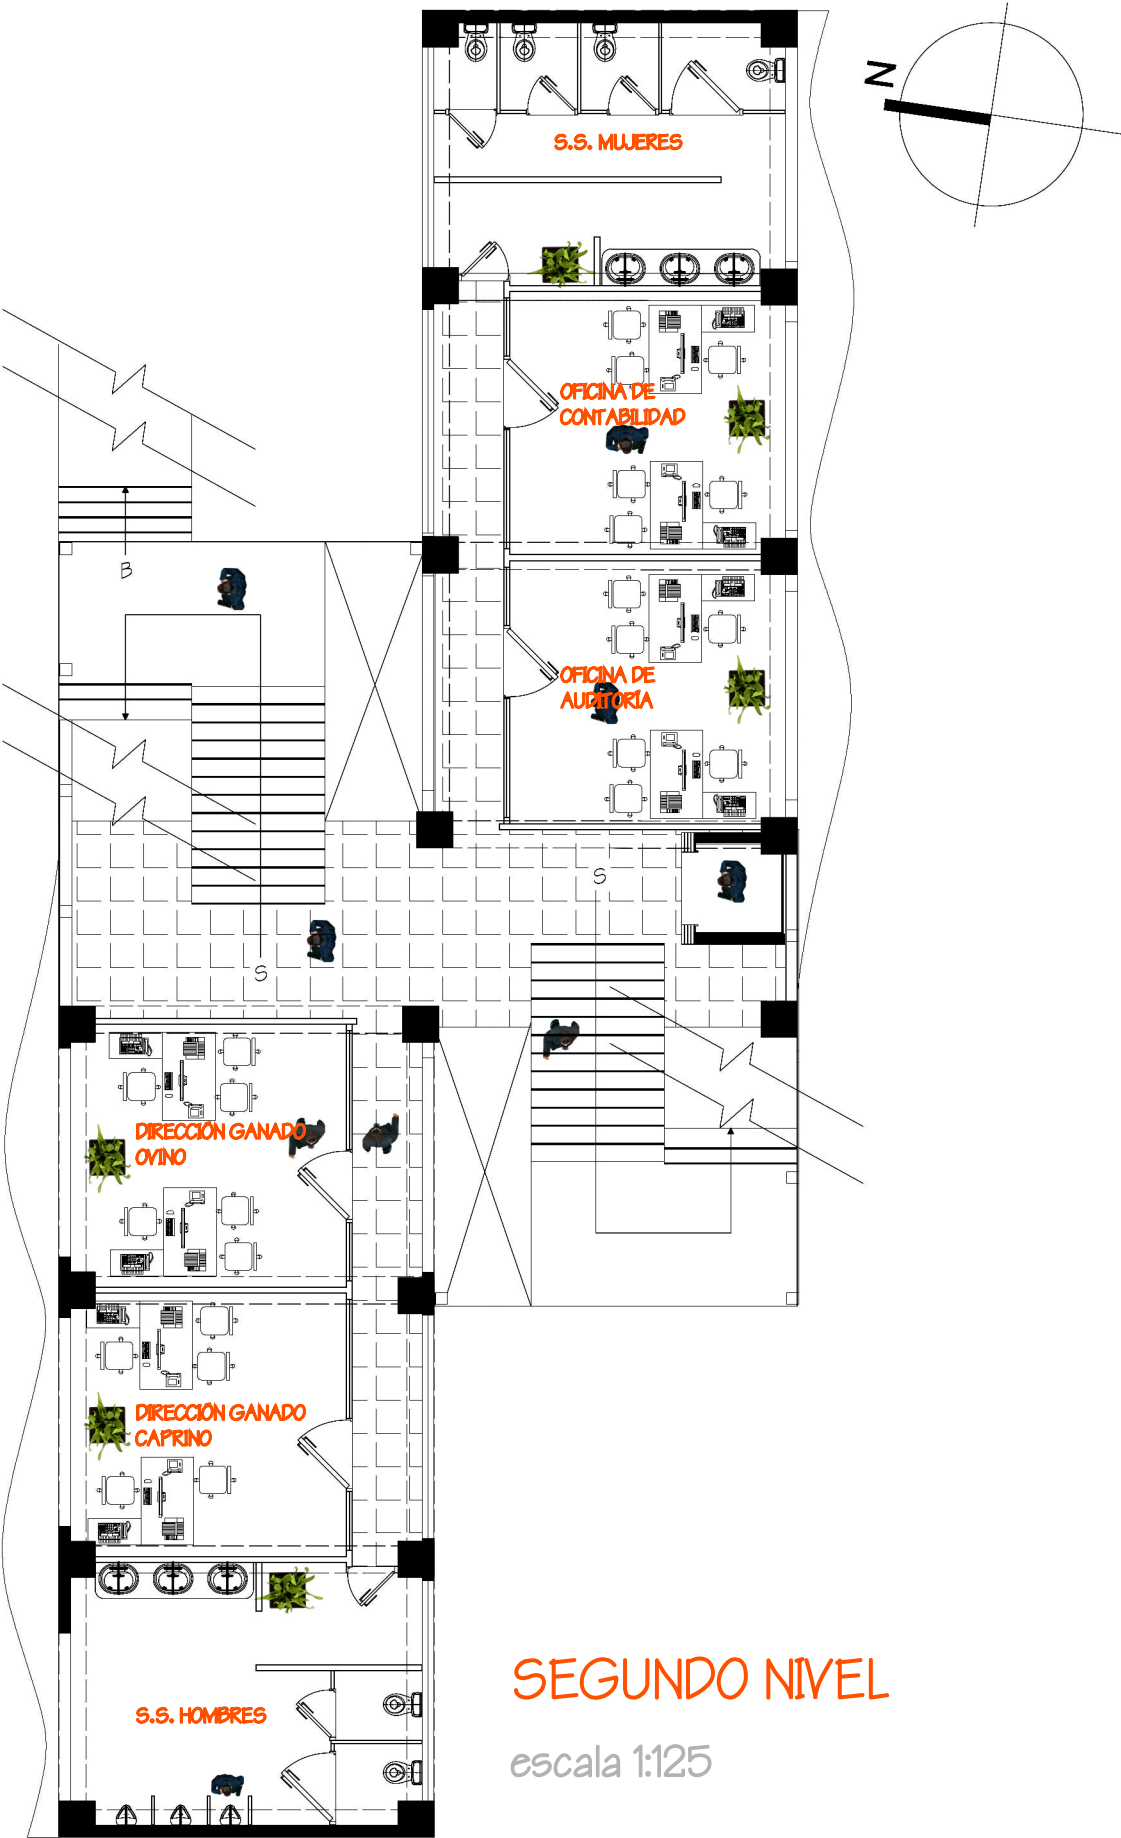 N
S.S. MUJERES
OFICINA DE
CONTABILIDAD
B
OFICINA DE
AUDITORÍA
S
S
DIRECCIÓN GANADO
OVINO
DIRECCIÓN GANADO
CAPRINO
S.S. HOMBRES
SEGUNDO NIVEL
escala 1:125